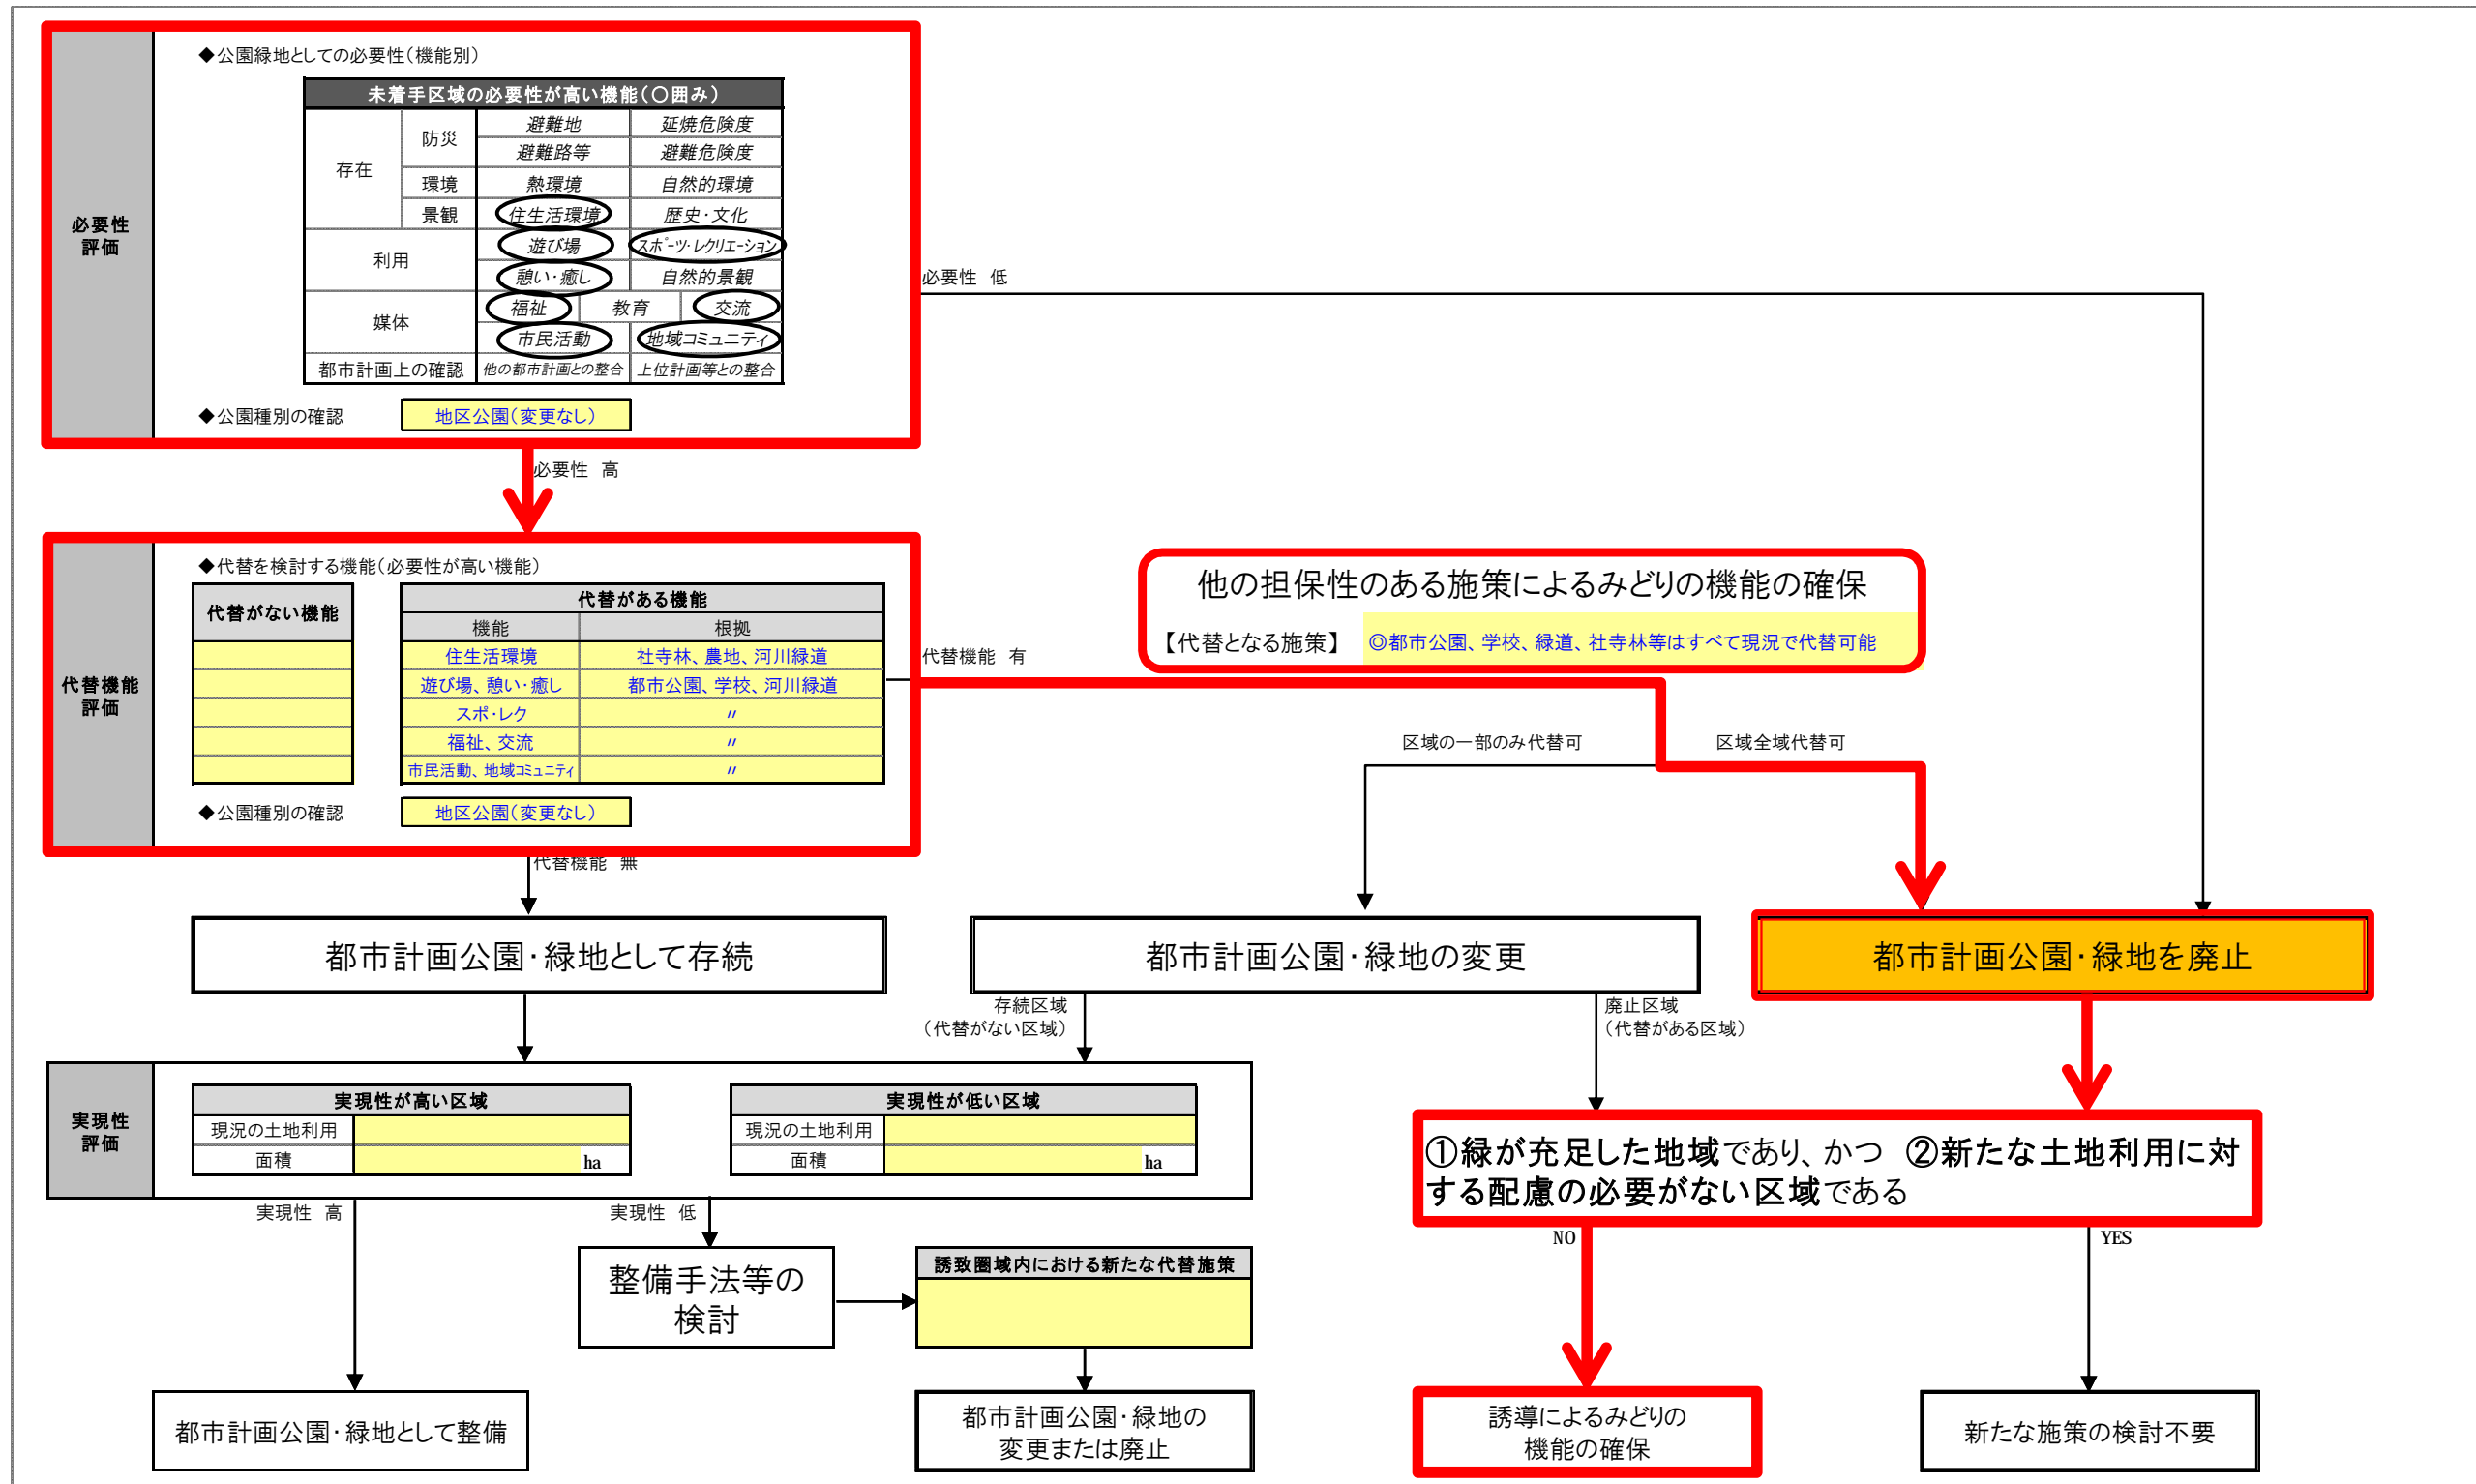 ◆公園緑地としての必要性(機能別)
未着手区域の必要性が高い機能(○囲み)
存在 防災 避難地 延焼危険度
避難路等 避難危険度
環境 熱環境 自然的環境
景観 住生活環境 歴史・文化
利用 遊び場 スポーツ・レクリエーション
憩い・癒し 自然的景観
媒体 福祉 教育 交流
市民活動 地域コミュニティ
都市計画上の確認 他の都市計画との整合 上位計画等との整合
◆公園種別の確認 地区公園(変更なし)
必要性
評価
必要性 低
必要性 高
◆代替を検討する機能(必要性が高い機能)
代替がない機能
代替がある機能
機能 根拠
住生活環境 社寺林、農地、河川緑道
遊び場、憩い・癒し 都市公園、学校、河川緑道
スポ・レク 〃
福祉、交流 〃
市民活動、地域コミュニティ 〃
◆公園種別の確認 地区公園(変更なし)
代替機能
評価
代替機能 有
他の担保性のある施策によるみどりの機能の確保
【代替となる施策】 ◎都市公園、学校、緑道、社寺林等はすべて現況で代替可能
区域の一部のみ代替可 区域全域代替可
代替機能 無
都市計画公園・緑地として存続
都市計画公園・緑地の変更
都市計画公園・緑地を廃止
存続区域
(代替がない区域)
廃止区域
(代替がある区域)
実現性
評価
実現性が高い区域
現況の土地利用
面積 ha
実現性が低い区域
現況の土地利用
面積 ha
①緑が充足した地域であり、かつ ②新たな土地利用に対
する配慮の必要がない区域である
実現性 高
実現性 低
NO
YES
整備手法等の
検討
誘致圏域内における新たな代替施策
都市計画公園・緑地として整備
都市計画公園・緑地の
変更または廃止
誘導によるみどりの
機能の確保
新たな施策の検討不要